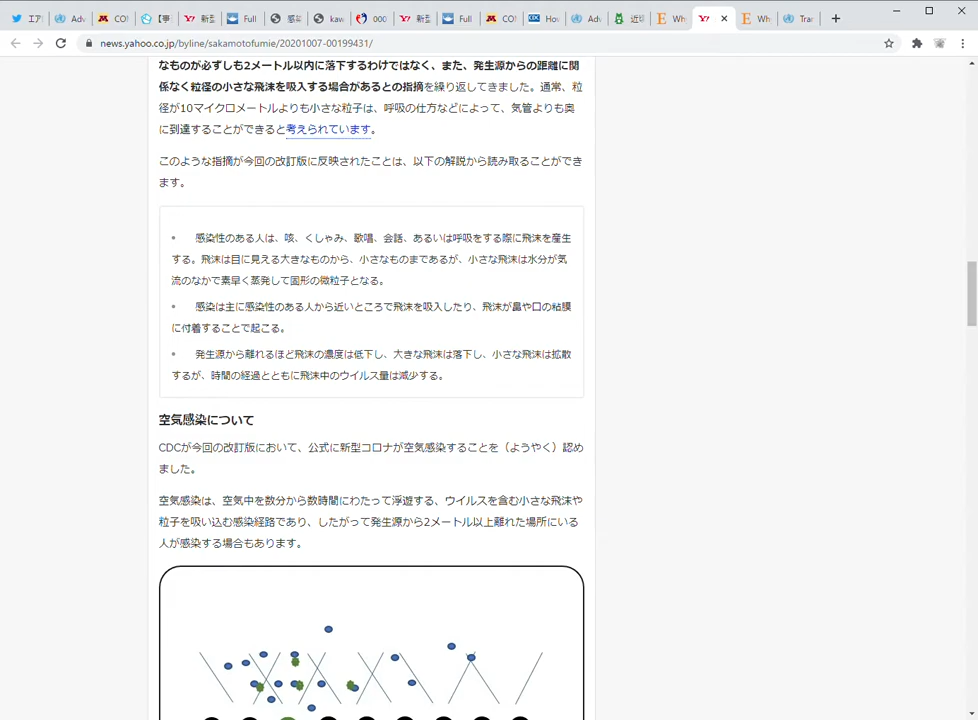 エア
Adv
CO!
【事
新型
Full
感染
kaw
000
新型
Full
CO!
Ho
Adv
近畿
Wh
Wh
Trar
news.yahoo.co.jp/byline/sakamotofumie/20201007-00199431/
なものが必ずしも2メートル以内に落下するわけではなく、また、発生源からの距離に関
係なく粒径の小さな飛沫を吸入する場合があるとの指摘を繰り返してきました。通常、粒
径が10マイクロメートルよりも小さな粒子は、呼吸の仕方などによって、気管よりも奥
に到達することができると考えられています。
このような指摘が今回の改訂版に反映されたことは、以下の解説から読み取ることができ
ます。
• 感染性のある人は、咳、くしゃみ、歌唱、会話、あるいは呼吸をする際に飛沫を産生
する。飛沫は目に見える大きなものから、小さなものまであるが、小さな飛沫は水分が気
流のなかで素早く蒸発して固形の微粒子となる。
• 感染は主に感染性のある人から近いところで飛沫を吸入したり、飛沫が鼻や口の粘膜
に付着することで起こる。
• 発生源から離れるほど飛沫の濃度は低下し、大きな飛沫は落下し、小さな飛沫は拡散
するが、時間の経過とともに飛沫中のウイルス量は減少する。
空気感染について
CDCが今回の改訂版において、公式に新型コロナが空気感染することを（ようやく）認め
ました。
空気感染は、空気中を数分から数時間にわたって浮遊する、ウイルスを含む小さな飛沫や
粒子を吸い込む感染経路であり、したがって発生源から2メートル以上離れた場所にいる
人が感染する場合もあります。